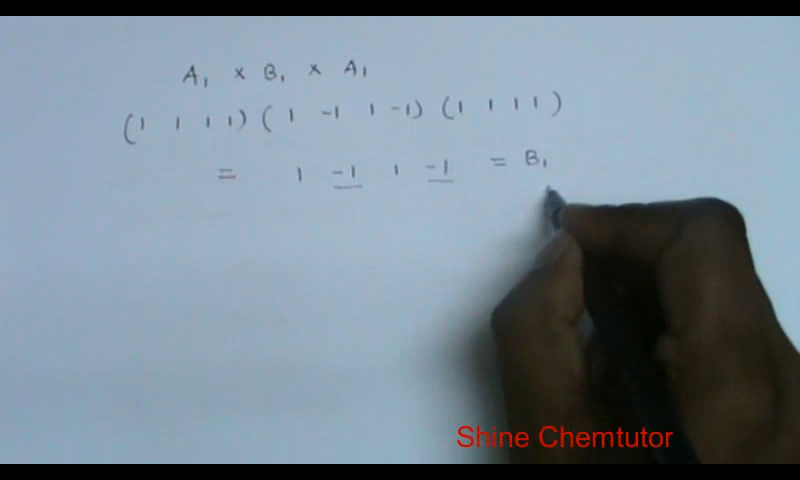 A₁ × B₁ × A₁
(1 1 1 1) (1 -1 1 -1) (1 1 1 1)
= 1 -1 1 -1 = B₁
Shine Chemtutor